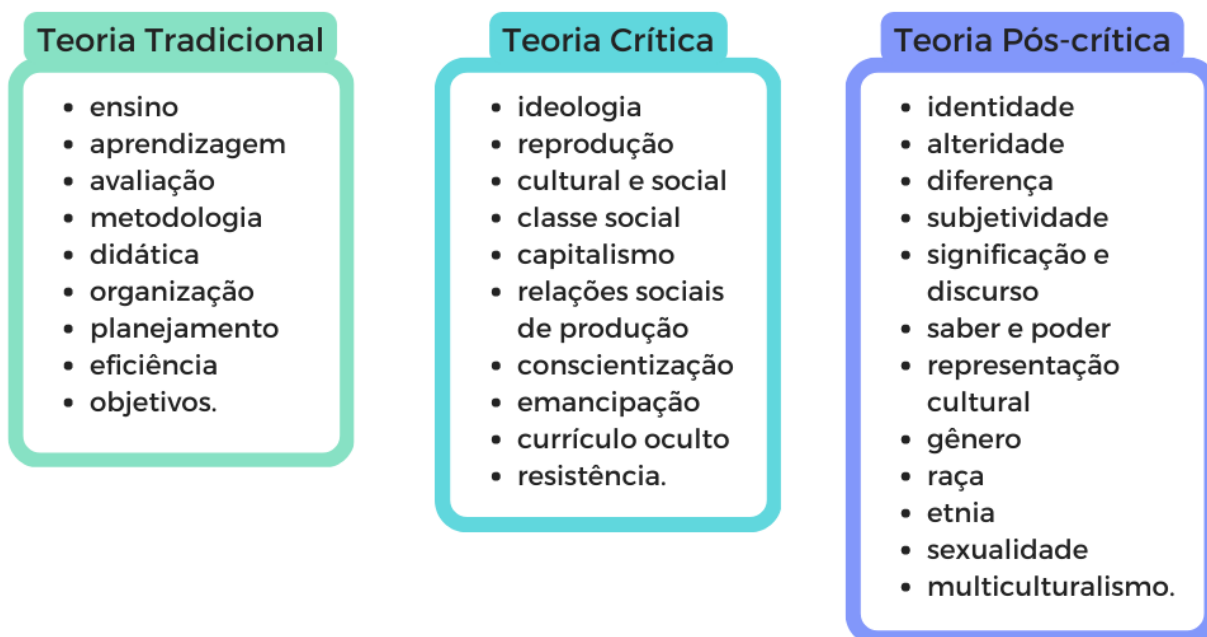 Teoria Tradicional
• ensino
• aprendizagem
• avaliação
• metodologia
• didática
• organização
• planejamento
• eficiência
• objetivos.
Teoria Crítica
• ideologia
• reprodução
• cultural e social
• classe social
• capitalismo
• relações sociais
de produção
• conscientização
• emancipação
• currículo oculto
• resistência.
Teoria Pós-crítica
• identidade
• alteridade
• diferença
• subjetividade
• significação e
discurso
• saber e poder
• representação
cultural
• gênero
• raça
• etnia
• sexualidade
• multiculturalismo.